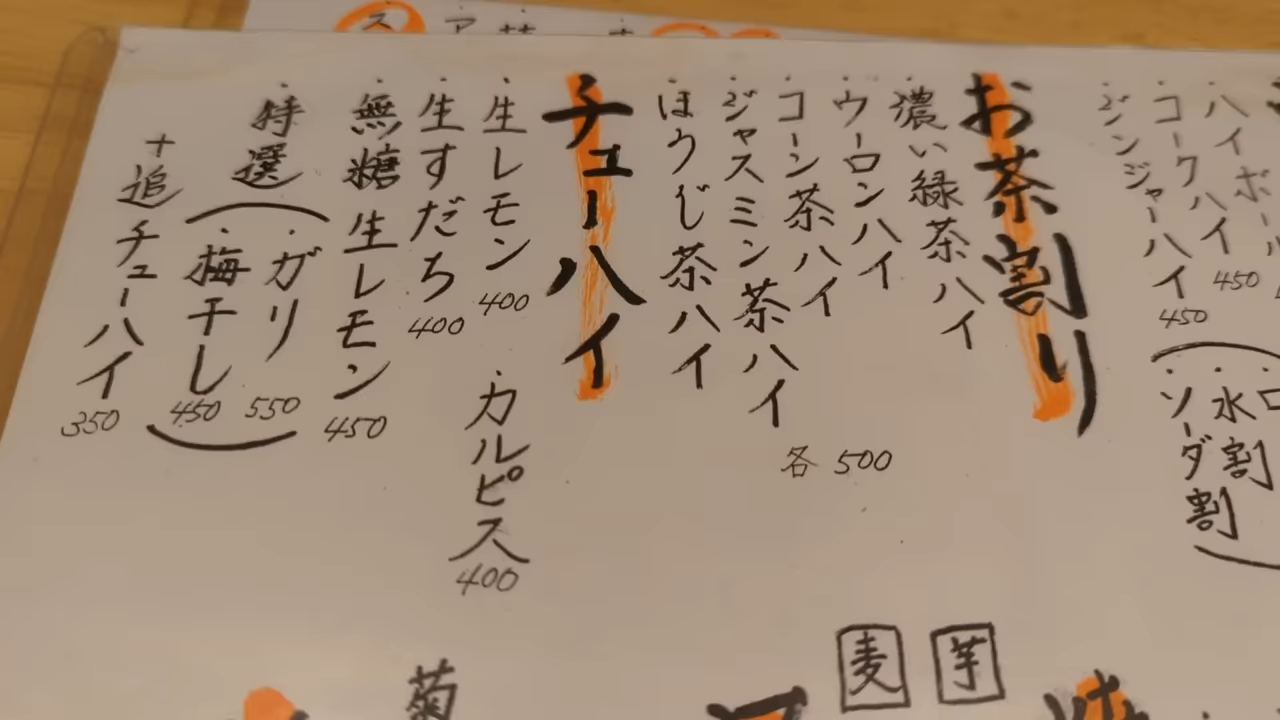 ・ハイボール
・コークハイ
450
・ジンジャーハイ
450
・水割
・ソーダ割
お茶割り
・濃い緑茶ハイ
・ウーロンハイ
・コーン茶ハイ
・ジャスミン茶ハイ
・ほうじ茶ハイ
各 500
チューハイ
・生レモン
400
・カルピス
400
・生すだち
400
・無糖 生レモン
450
・特選
・ガリ
550
・梅干し
450
+追チューハイ
350
麦
芋
菊